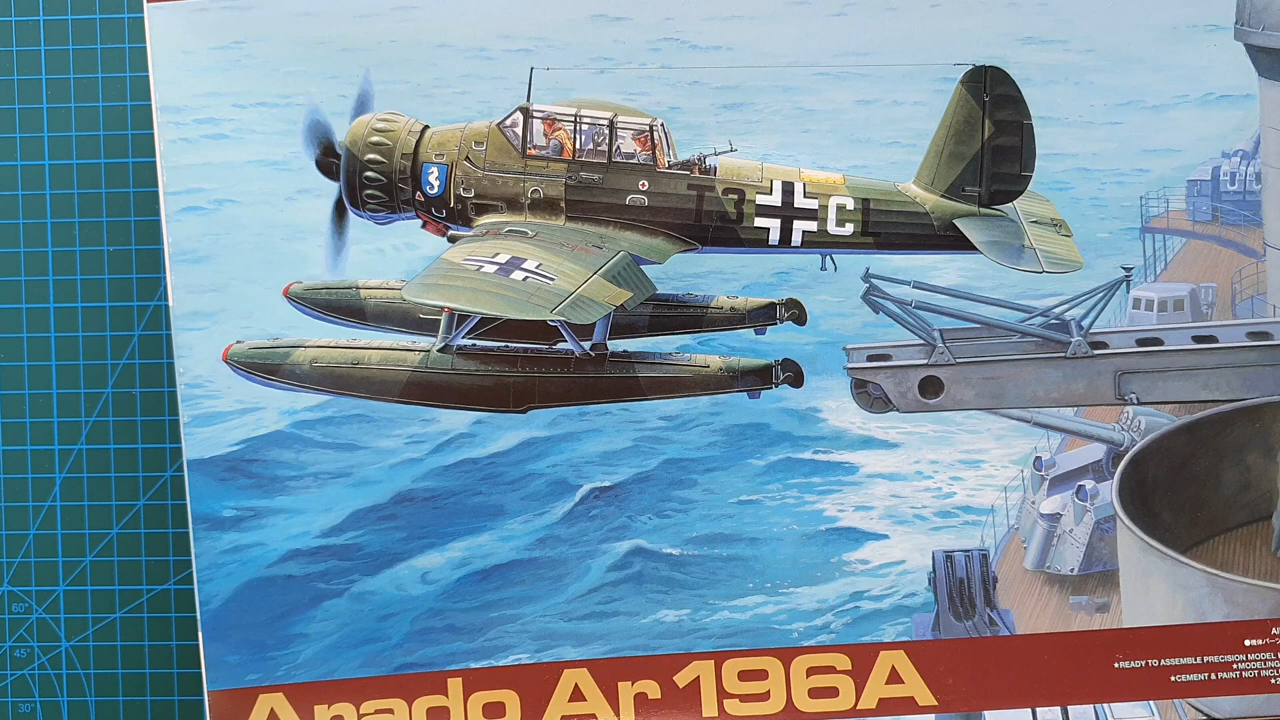 T3 CL
Arado Ar 196A
★READY TO ASSEMBLE PRECISION MODEL
★MODELING
★CEMENT & PAINT NOT INCL
60°
45°
30°